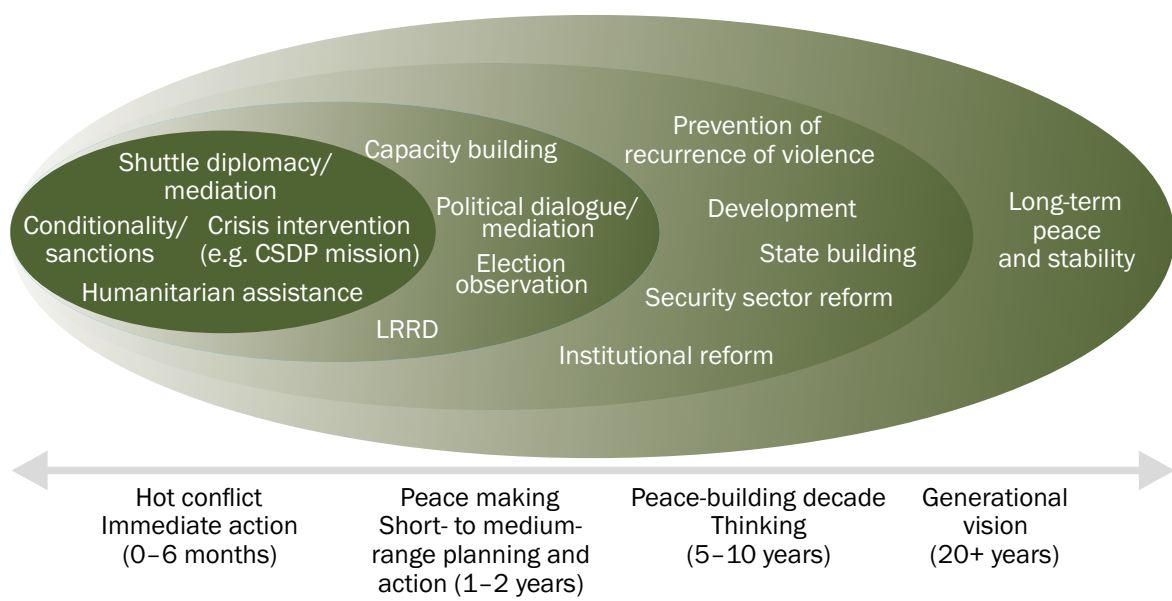 Shuttle diplomacy/
mediation
Conditionality/
sanctions
Crisis intervention
(e.g. CSDP mission)
Humanitarian assistance
Capacity building
Political dialogue/
mediation
Election
observation
LRRD
Prevention of
recurrence of violence
Development
State building
Security sector reform
Institutional reform
Long-term
peace
and stability
Hot conflict
Immediate action
(0–6 months)
Peace making
Short- to medium-
range planning and
action (1–2 years)
Peace-building decade
Thinking
(5–10 years)
Generational
vision
(20+ years)